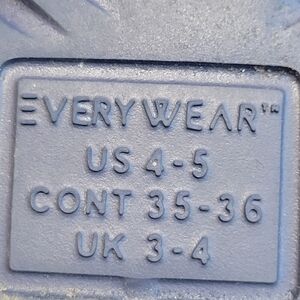 EVERYWEAR™
US 4-5
CONT 35-36
UK 3-4